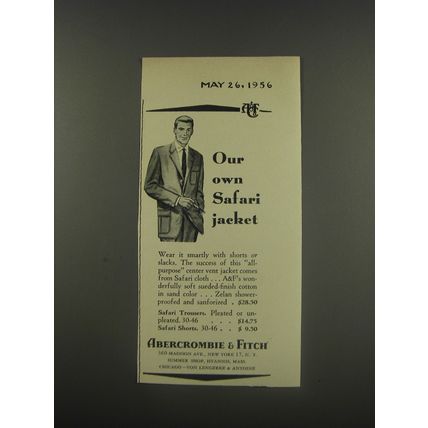 MAY 26, 1956
A&F
Our
own
Safari
jacket
Wear it smartly with shorts or
slacks. The success of this "all-
purpose" center vent jacket comes
from Safari cloth . . . A&F's won-
derfully soft sueded-finish cotton
in sand color . . . Zelan shower-
proofed and sanforized . $28.50
Safari Trousers. Pleated or un-
pleated. 30-46 . . . . $14.75
Safari Shorts. 30-46 . . $ 9.50
ABERCROMBIE & FITCH
360 MADISON AVE., NEW YORK 17, N. Y.
SUMMER SHOP, HYANNIS, MASS.
CHICAGO—VON LENGERKE & ANTOINE